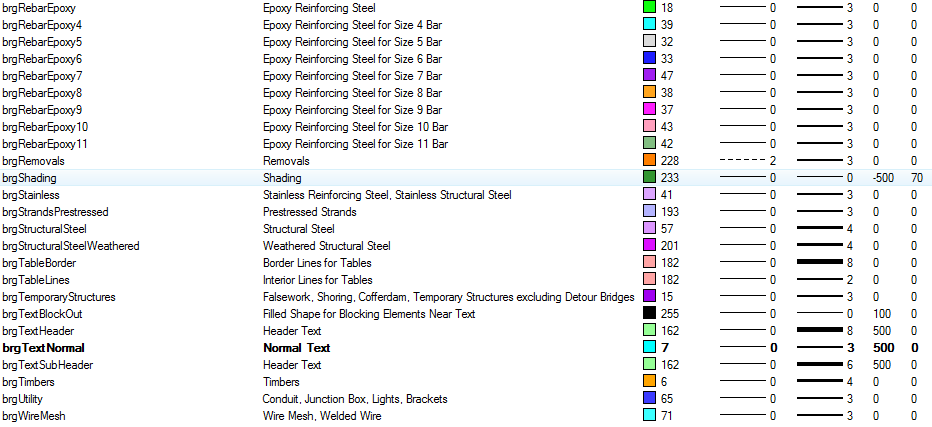 brgRebarEpoxy Epoxy Reinforcing Steel 18 0 3 0 0
brgRebarEpoxy4 Epoxy Reinforcing Steel for Size 4 Bar 39 0 3 0 0
brgRebarEpoxy5 Epoxy Reinforcing Steel for Size 5 Bar 32 0 3 0 0
brgRebarEpoxy6 Epoxy Reinforcing Steel for Size 6 Bar 33 0 3 0 0
brgRebarEpoxy7 Epoxy Reinforcing Steel for Size 7 Bar 47 0 3 0 0
brgRebarEpoxy8 Epoxy Reinforcing Steel for Size 8 Bar 38 0 3 0 0
brgRebarEpoxy9 Epoxy Reinforcing Steel for Size 9 Bar 37 0 3 0 0
brgRebarEpoxy10 Epoxy Reinforcing Steel for Size 10 Bar 43 0 3 0 0
brgRebarEpoxy11 Epoxy Reinforcing Steel for Size 11 Bar 42 0 3 0 0
brgRemovals Removals 228 2 3 0 0
brgShading Shading 233 0 0 -500 70
brgStainless Stainless Reinforcing Steel, Stainless Structural Steel 41 0 3 0 0
brgStrandsPrestressed Prestressed Strands 193 0 3 0 0
brgStructuralSteel Structural Steel 57 0 4 0 0
brgStructuralSteelWeathered Weathered Structural Steel 201 0 4 0 0
brgTableBorder Border Lines for Tables 182 0 8 0 0
brgTableLines Interior Lines for Tables 182 0 2 0 0
brgTemporaryStructures Falsework, Shoring, Cofferdam, Temporary Structures excluding Detour Bridges 15 0 3 0 0
brgTextBlockOut Filled Shape for Blocking Elements Near Text 255 0 0 100 0
brgTextHeader Header Text 162 0 8 500 0
brgTextNormal Normal Text 7 0 3 500 0
brgTextSubHeader Header Text 162 0 6 500 0
brgTimbers Timbers 6 0 4 0 0
brgUtility Conduit, Junction Box, Lights, Brackets 65 0 3 0 0
brgWireMesh Wire Mesh, Welded Wire 71 0 3 0 0